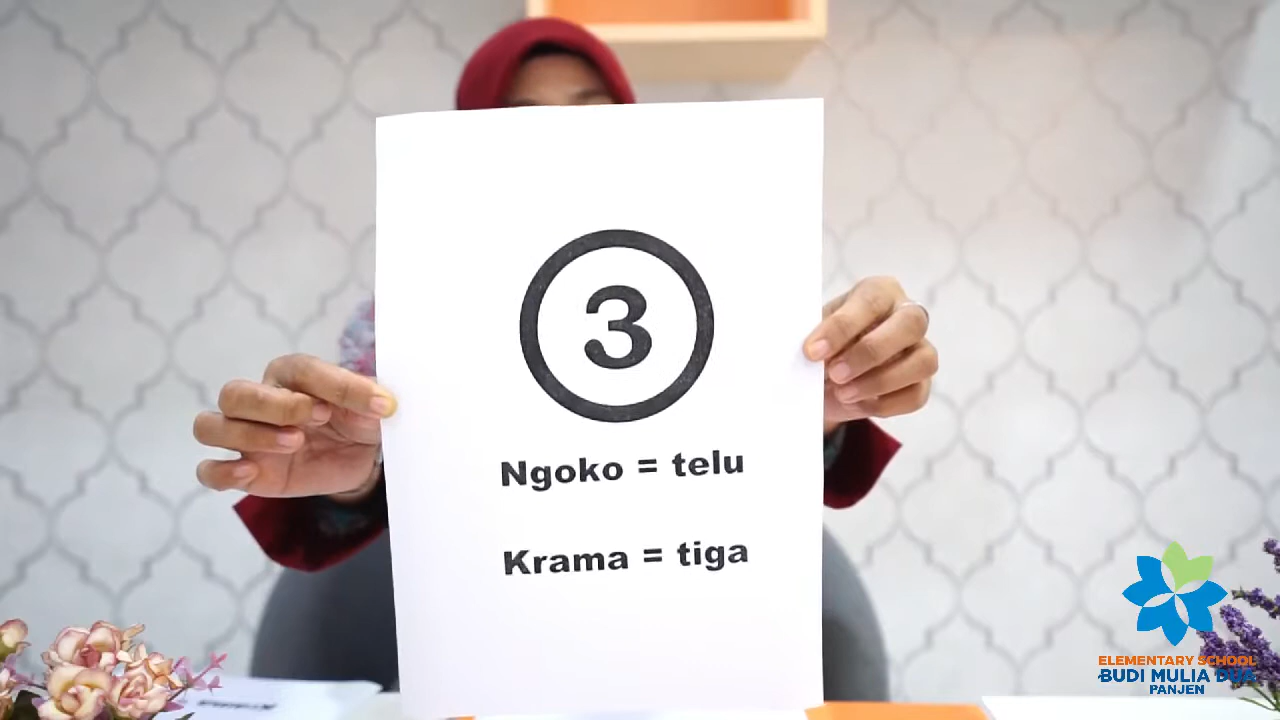 3
Ngoko = telu
Krama = tiga
ELEMENTARY SCHOOL
BUDI MULIA DUA
PANJEN